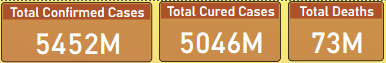 Total Confirmed Cases
5452M
Total Cured Cases
5046M
Total Deaths
73M